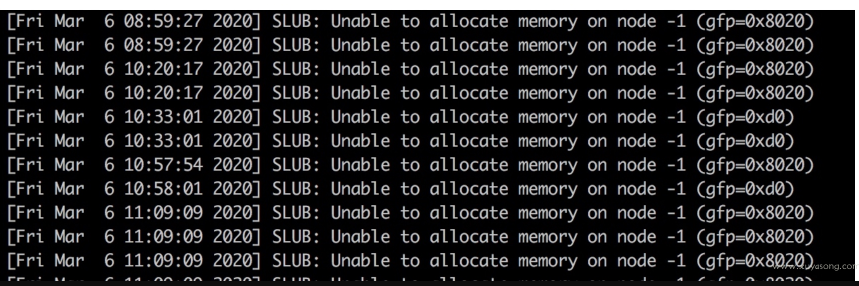 [Fri Mar  6 08:59:27 2020] SLUB: Unable to allocate memory on node -1 (gfp=0x8020)
[Fri Mar  6 08:59:27 2020] SLUB: Unable to allocate memory on node -1 (gfp=0x8020)
[Fri Mar  6 10:20:17 2020] SLUB: Unable to allocate memory on node -1 (gfp=0x8020)
[Fri Mar  6 10:20:17 2020] SLUB: Unable to allocate memory on node -1 (gfp=0x8020)
[Fri Mar  6 10:33:01 2020] SLUB: Unable to allocate memory on node -1 (gfp=0xd0)
[Fri Mar  6 10:33:01 2020] SLUB: Unable to allocate memory on node -1 (gfp=0xd0)
[Fri Mar  6 10:57:54 2020] SLUB: Unable to allocate memory on node -1 (gfp=0x8020)
[Fri Mar  6 10:58:01 2020] SLUB: Unable to allocate memory on node -1 (gfp=0xd0)
[Fri Mar  6 11:09:09 2020] SLUB: Unable to allocate memory on node -1 (gfp=0x8020)
[Fri Mar  6 11:09:09 2020] SLUB: Unable to allocate memory on node -1 (gfp=0x8020)
[Fri Mar  6 11:09:09 2020] SLUB: Unable to allocate memory on node -1 (gfp=0x8020)